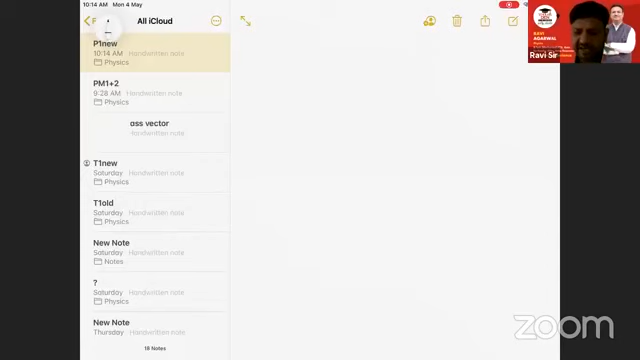 10:14 AM Mon 4 May
All iCloud
P1new
10:14 AM Handwritten note
Physics
PM1+2
9:28 AM Handwritten note
Physics
ass vector
Handwritten note
T1new
Saturday Handwritten note
Physics
T1old
Saturday Handwritten note
Physics
New Note
Saturday Handwritten note
Notes
?
Saturday Handwritten note
Physics
New Note
Thursday Handwritten note
18 Notes
RAVI
AGARWAL
Ravi Sir
zoom